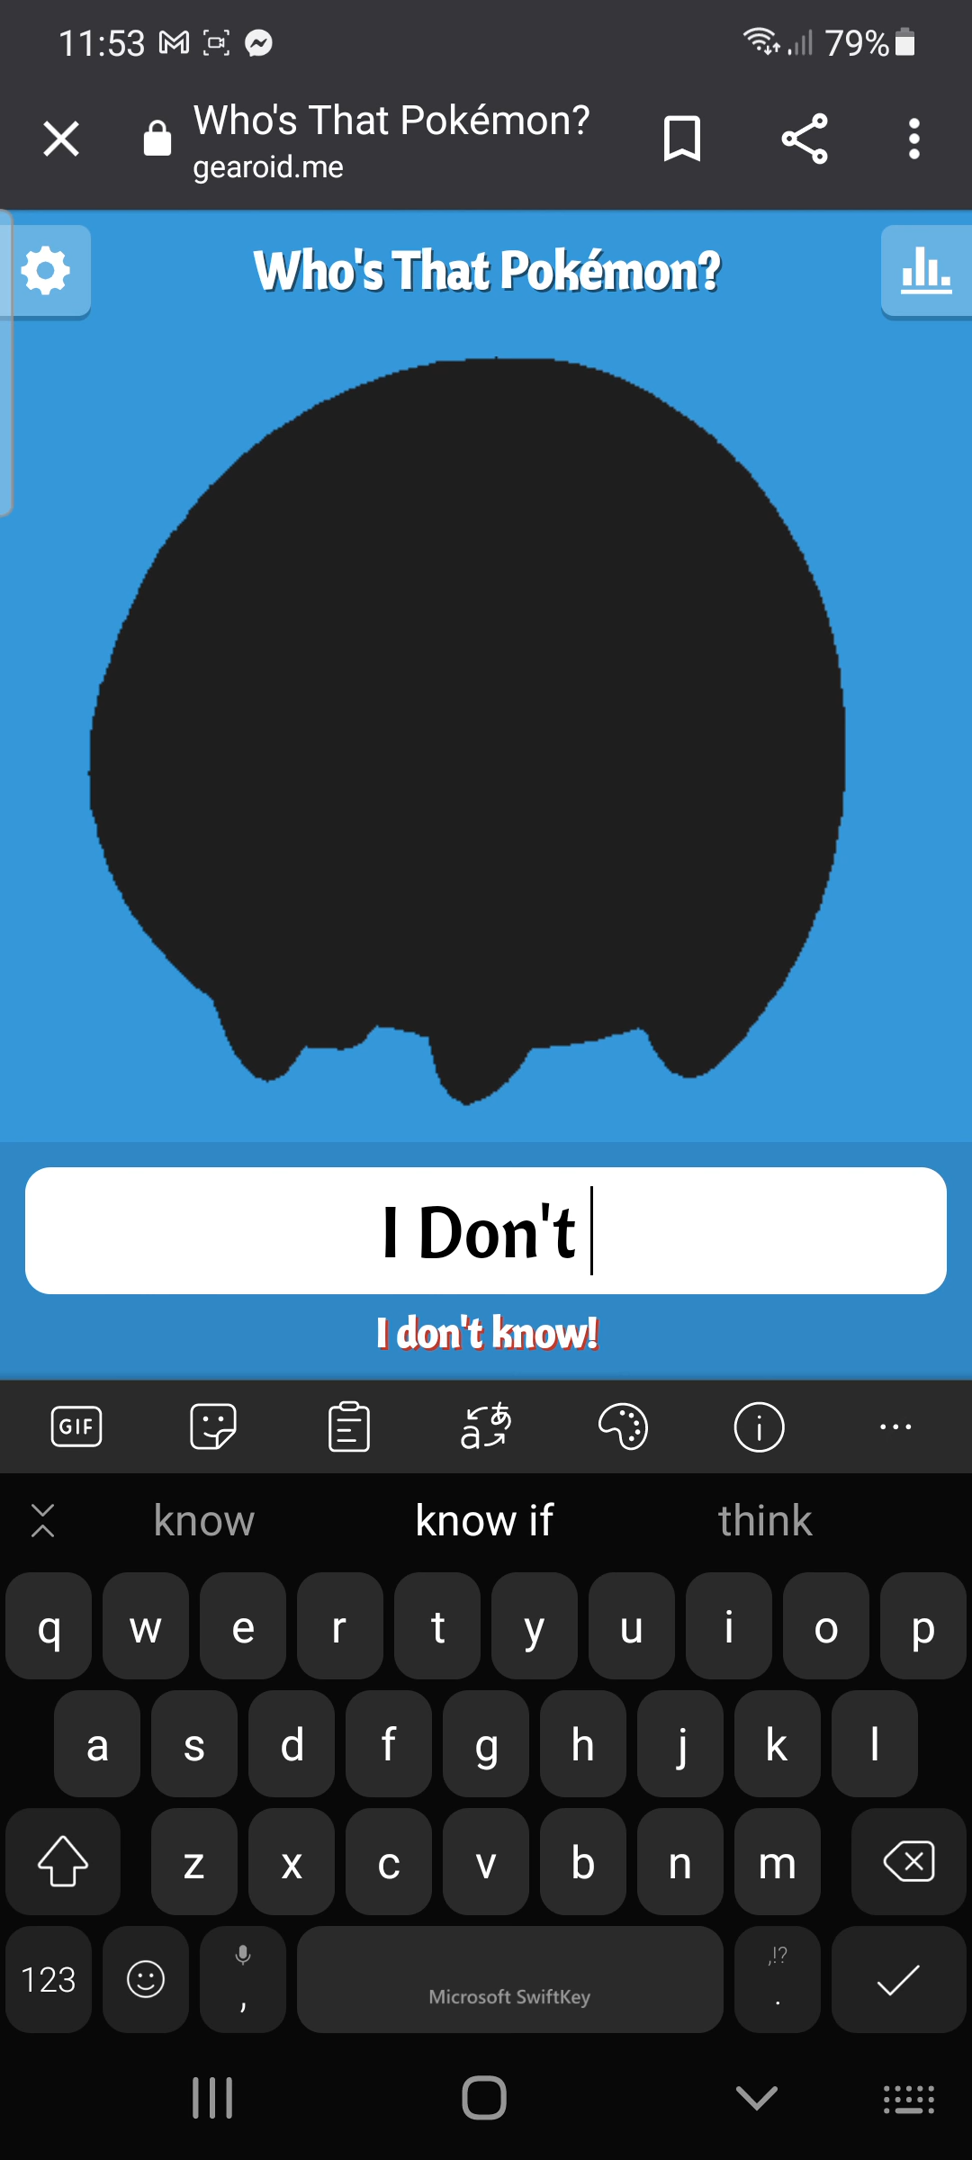 11:53
79%
Who's That Pokémon?
gearoid.me
Who's That Pokémon?
I Don't
I don't know!
GIF
know know if think
q w e r t y u i o p
a s d f g h j k l
z x c v b n m
123 , Microsoft SwiftKey ,!? .